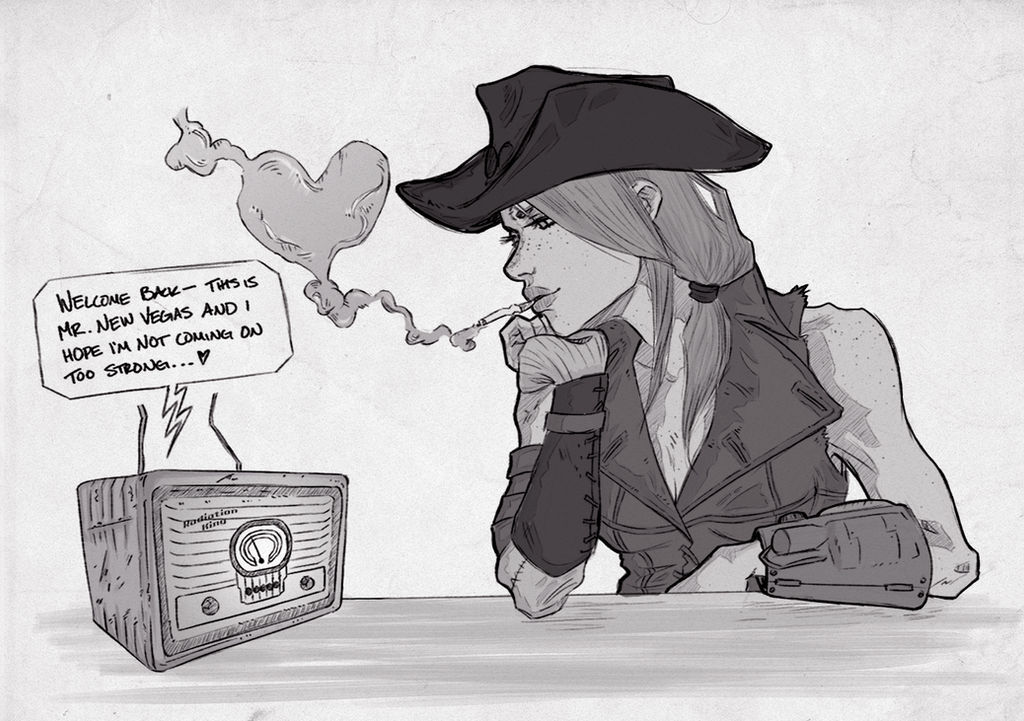 WELCOME BACK— THIS IS
MR. NEW VEGAS AND I
HOPE I'M NOT COMING ON
TOO STRONG...♥
Radiation
King